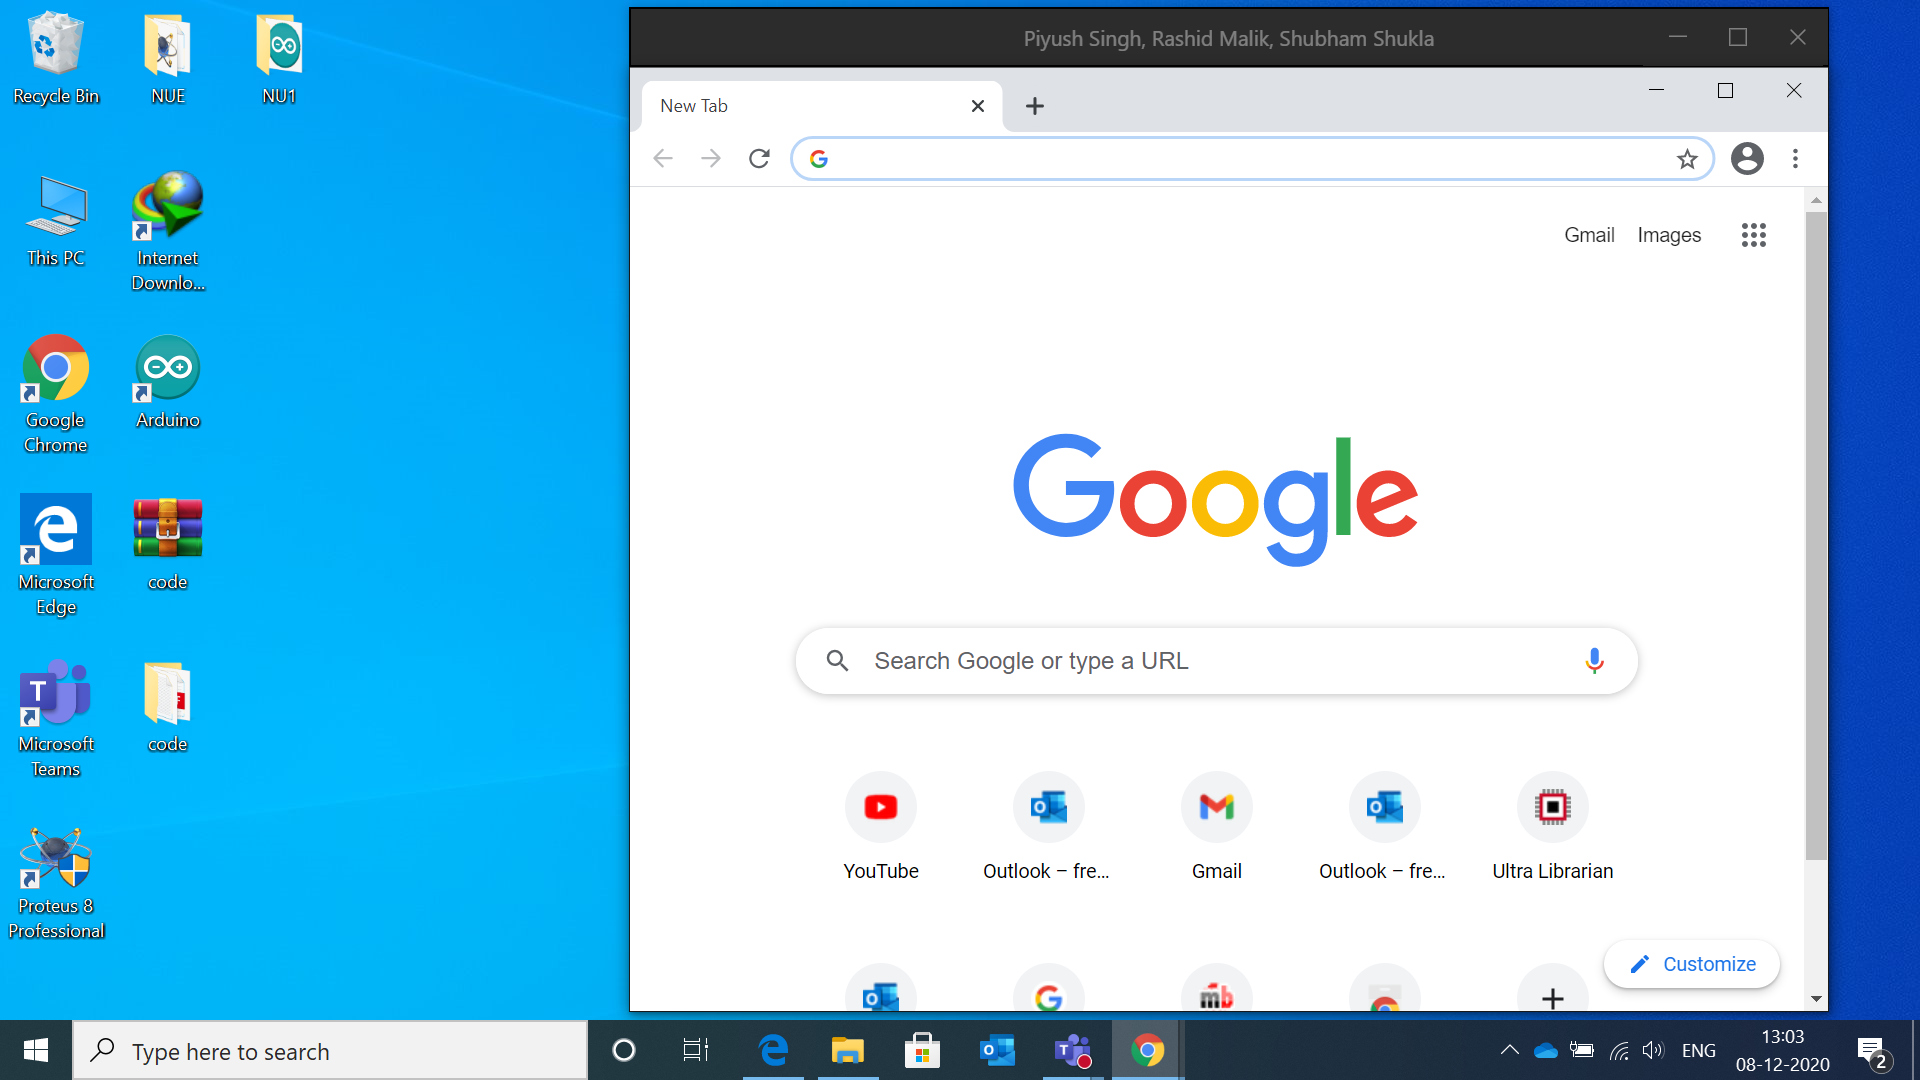 Recycle Bin
NUE
NU1
This PC
Internet
Downlo...
Google
Chrome
Arduino
Microsoft
Edge
code
Microsoft
Teams
code
Proteus 8
Professional
Piyush Singh, Rashid Malik, Shubham Shukla
New Tab
Gmail Images
Google
Search Google or type a URL
YouTube
Outlook – fre...
Gmail
Outlook – fre...
Ultra Librarian
mb
Customize
Type here to search
ENG
13:03
08-12-2020
2